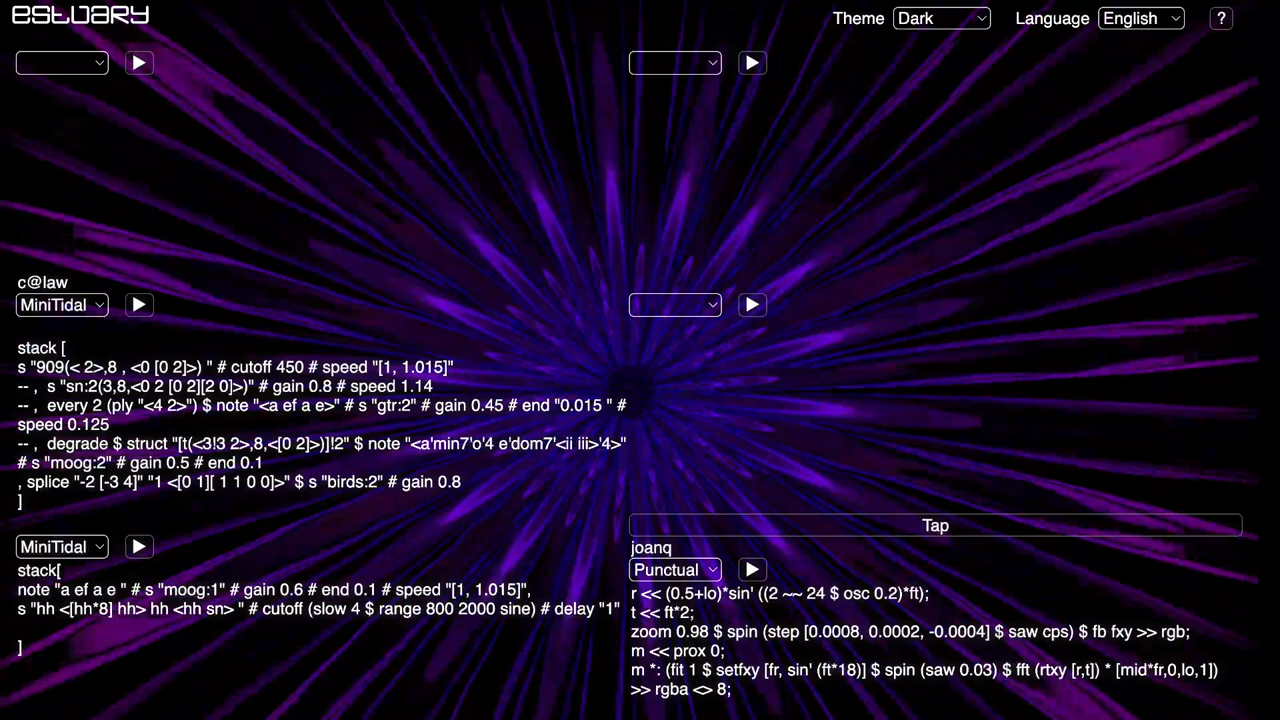 estuary
Theme Dark Language English ?
c@law
MiniTidal
stack [
s "909(< 2>,8 , <0 [0 2]>) " # cutoff 450 # speed "[1, 1.015]"
-- ,  s "sn:2(3,8,<0 2 [0 2][2 0]>)" # gain 0.8 # speed 1.14
-- ,  every 2 (ply "<4 2>") $ note "<a ef a e>" # s "gtr:2" # gain 0.45 # end "0.015 " #
speed 0.125
-- ,  degrade $ struct "[t(<3!3 2>,8,<[0 2]>)]!2" $ note "<a'min7'o'4 e'dom7'<ii iii>'4>"
# s "moog:2" # gain 0.5 # end 0.1
, splice "-2 [-3 4]" "1 <[0 1][ 1 1 0 0]>" $ s "birds:2" # gain 0.8
]
MiniTidal
stack[
note "a ef a e " # s "moog:1" # gain 0.6 # end 0.1 # speed "[1, 1.015]",
s "hh <[hh*8] hh> hh <hh sn> " # cutoff (slow 4 $ range 800 2000 sine) # delay "1"
]
Tap
joanq
Punctual
r << (0.5+lo)*sin' ((2 ~~ 24 $ osc 0.2)*ft);
t << ft*2;
zoom 0.98 $ spin (step [0.0008, 0.0002, -0.0004] $ saw cps) $ fb fxy >> rgb;
m << prox 0;
m *: (fit 1 $ setfxy [fr, sin' (ft*18)] $ spin (saw 0.03) $ fft (rtxy [r,t]) * [mid*fr,0,lo,1])
>> rgba <> 8;